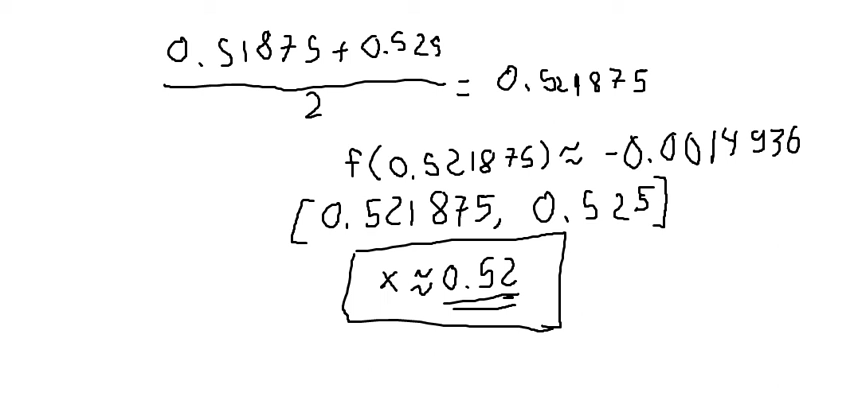 0.51875 + 0.525
2
= 0.521875
f(0.521875) ≈ -0.0014936
[0.521875, 0.525]
x ≈ 0.52